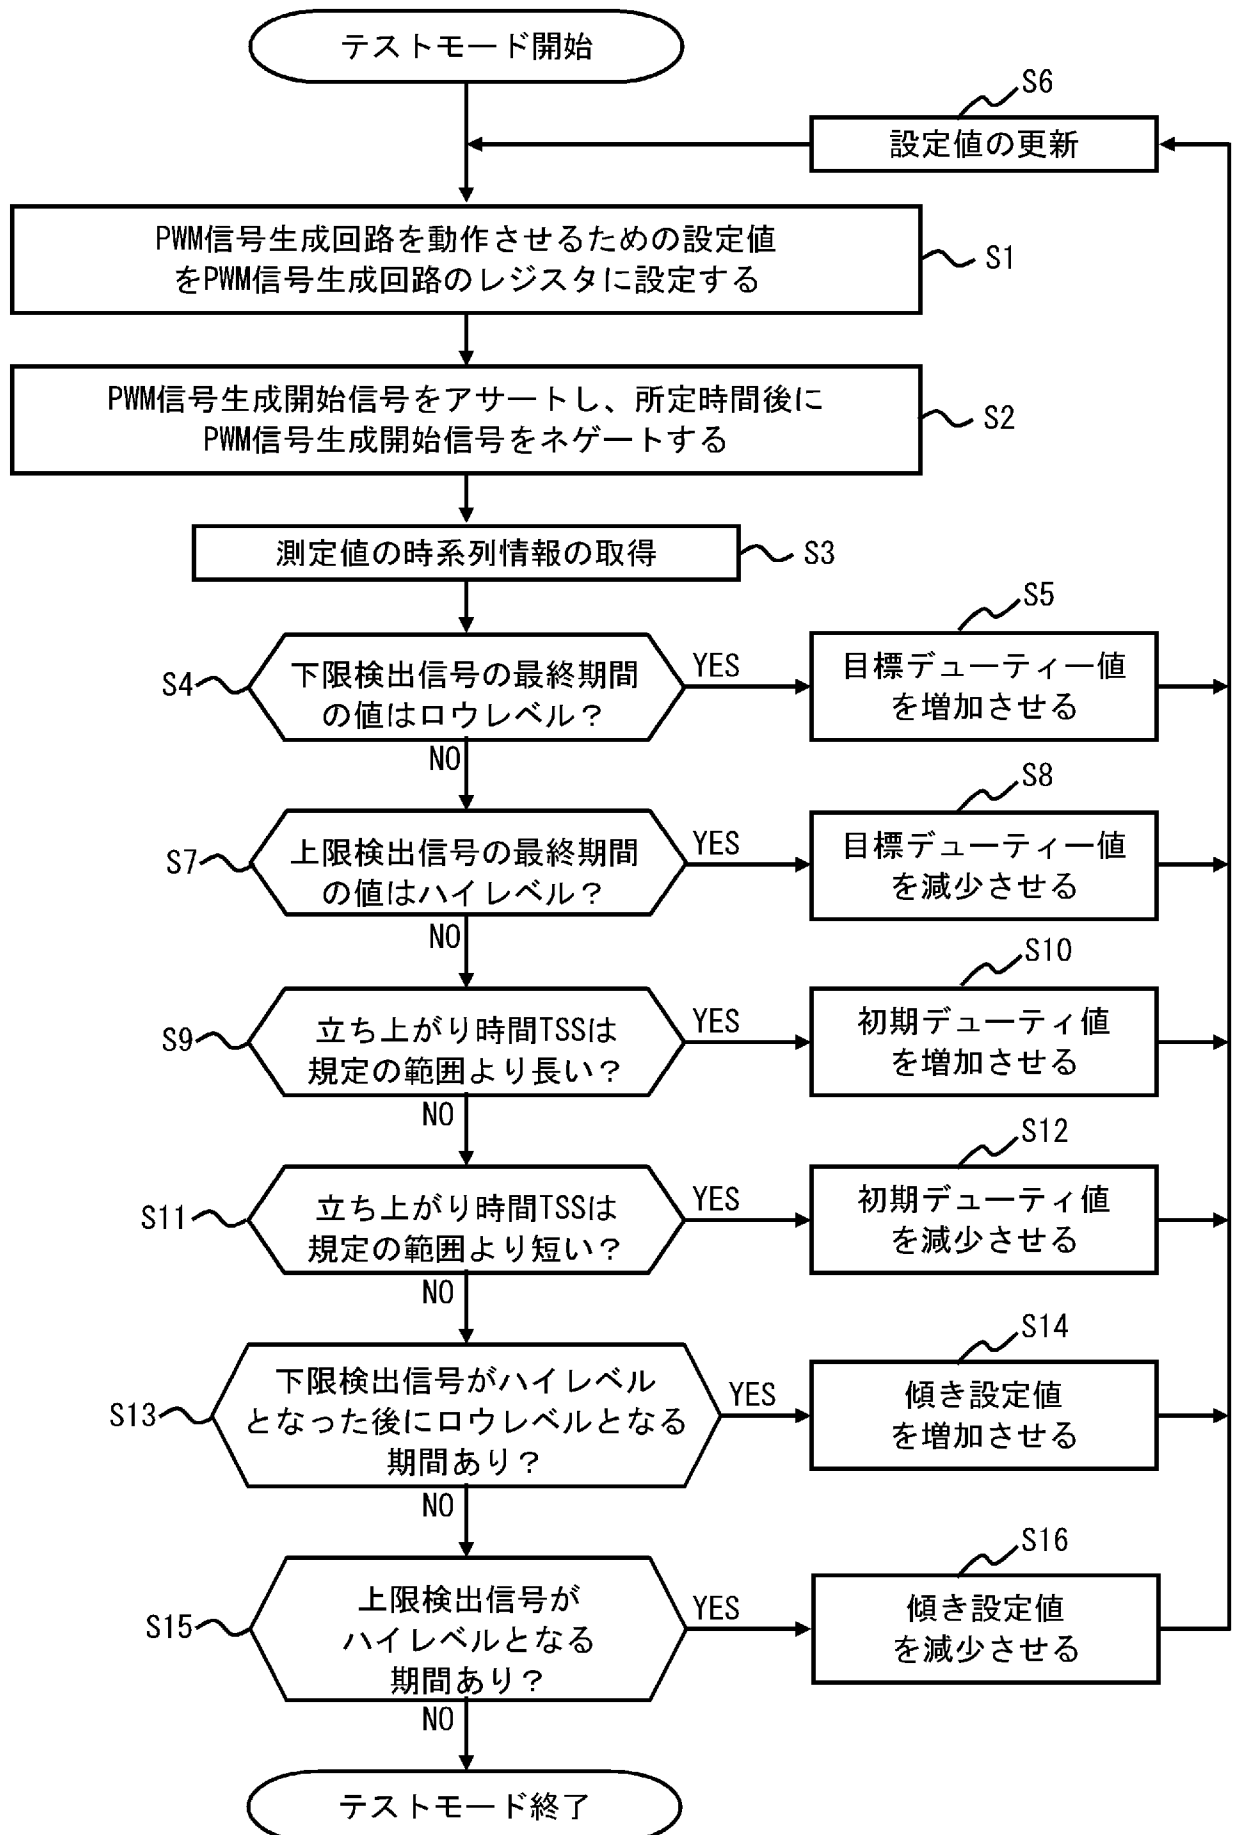 テストモード開始
S6
設定値の更新
PWM信号生成回路を動作させるための設定値
をPWM信号生成回路のレジスタに設定する
S1
PWM信号生成開始信号をアサートし、所定時間後に
PWM信号生成開始信号をネゲートする
S2
測定値の時系列情報の取得
S3
S4
下限検出信号の最終期間
の値はロウレベル？
YES
NO
S5
目標デューティー値
を増加させる
S7
上限検出信号の最終期間
の値はハイレベル？
YES
NO
S8
目標デューティー値
を減少させる
S9
立ち上がり時間TSSは
規定の範囲より長い？
YES
NO
S10
初期デューティ値
を増加させる
S11
立ち上がり時間TSSは
規定の範囲より短い？
YES
NO
S12
初期デューティ値
を減少させる
S13
下限検出信号がハイレベル
となった後にロウレベルとなる
期間あり？
YES
NO
S14
傾き設定値
を増加させる
S15
上限検出信号が
ハイレベルとなる
期間あり？
YES
NO
S16
傾き設定値
を減少させる
テストモード終了